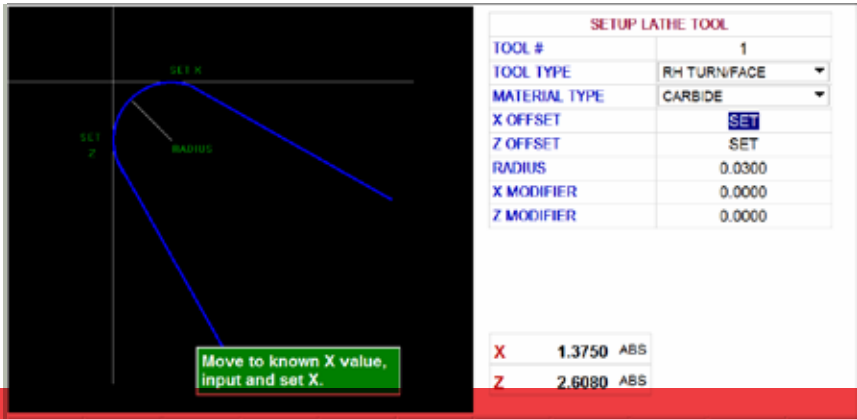 SET X
SET
Z
RADIUS
Move to known X value,
input and set X.
SETUP LATHE TOOL
TOOL # 1
TOOL TYPE RH TURN/FACE
MATERIAL TYPE CARBIDE
X OFFSET SET
Z OFFSET SET
RADIUS 0.0300
X MODIFIER 0.0000
Z MODIFIER 0.0000
X 1.3750 ABS
Z 2.6080 ABS